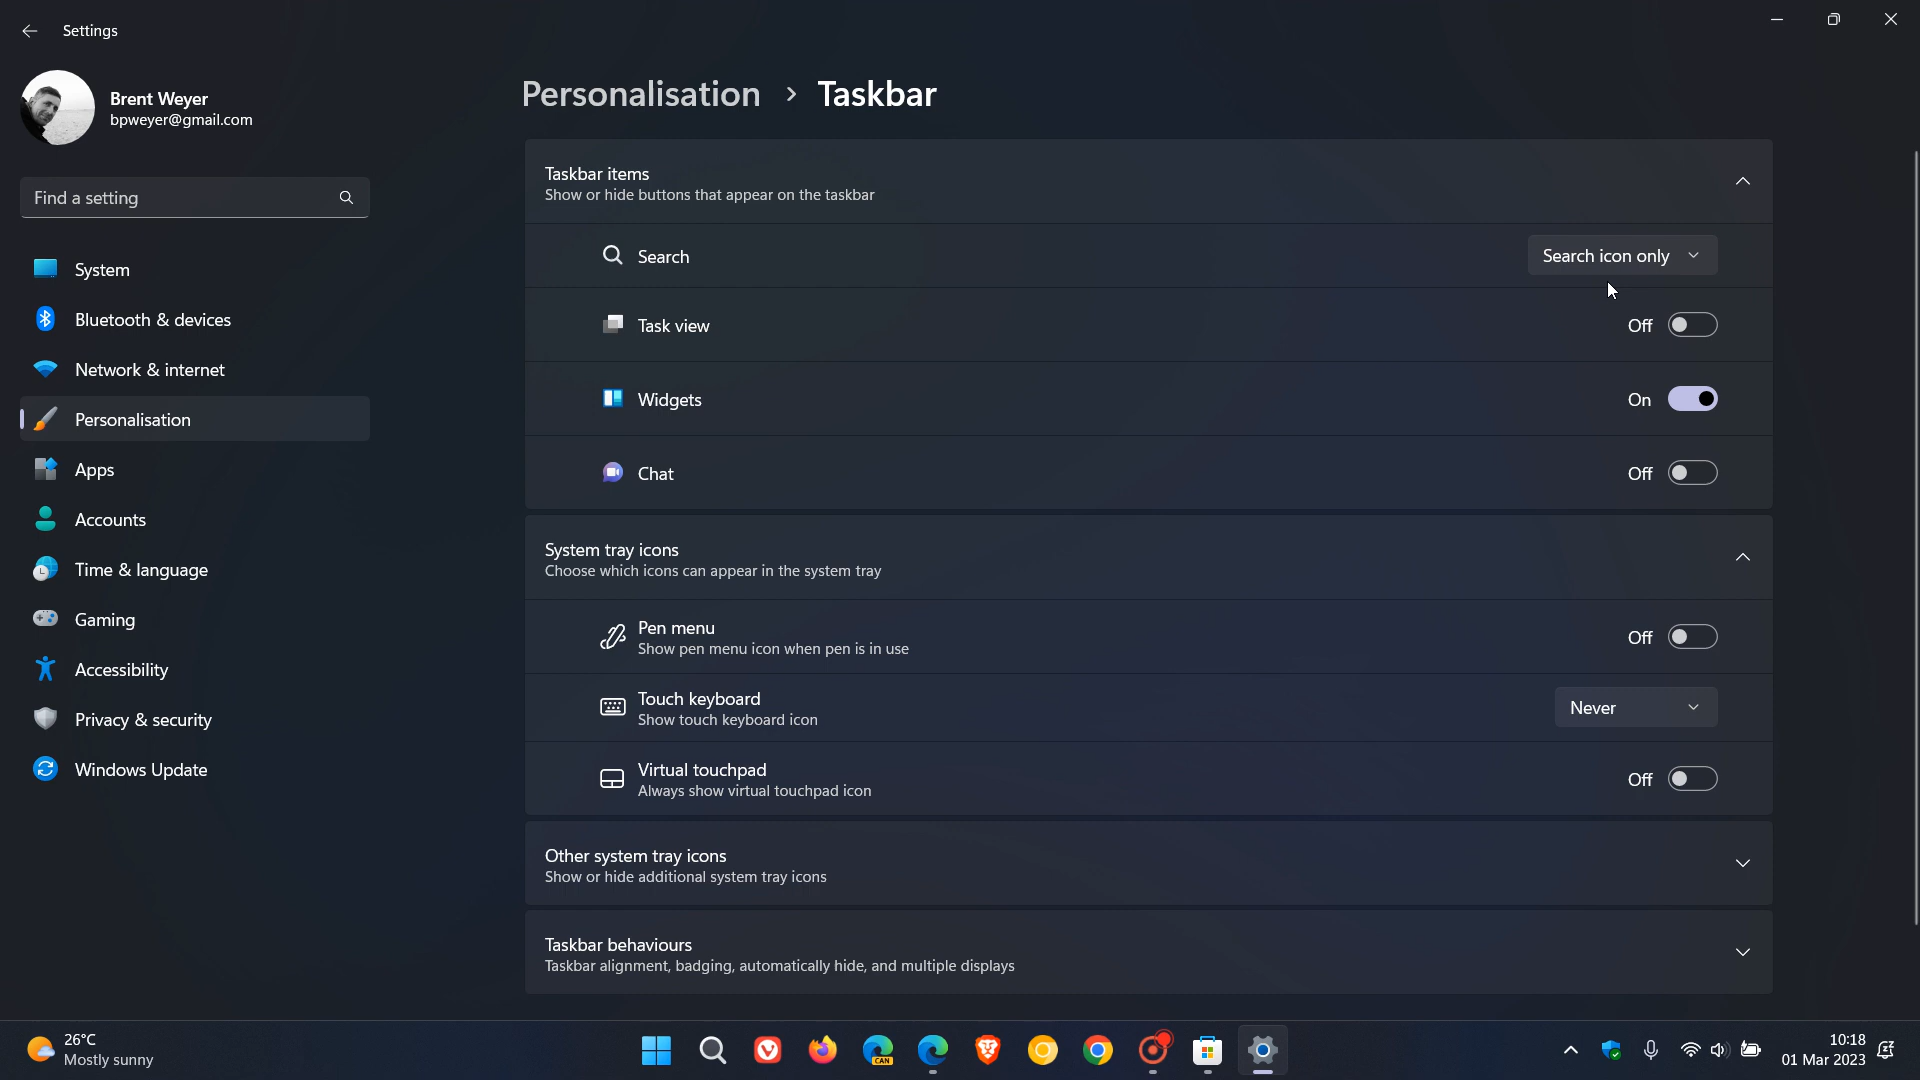 Settings
Brent Weyer
bpweyer@gmail.com
Find a setting
System
Bluetooth & devices
Network & internet
Personalisation
Apps
Accounts
Time & language
Gaming
Accessibility
Privacy & security
Windows Update
Personalisation > Taskbar
Taskbar items
Show or hide buttons that appear on the taskbar
Search
Search icon only
Task view
Off
Widgets
On
Chat
Off
System tray icons
Choose which icons can appear in the system tray
Pen menu
Show pen menu icon when pen is in use
Off
Touch keyboard
Show touch keyboard icon
Never
Virtual touchpad
Always show virtual touchpad icon
Off
Other system tray icons
Show or hide additional system tray icons
Taskbar behaviours
Taskbar alignment, badging, automatically hide, and multiple displays
26°C
Mostly sunny
CAN
10:18
01 Mar 2023